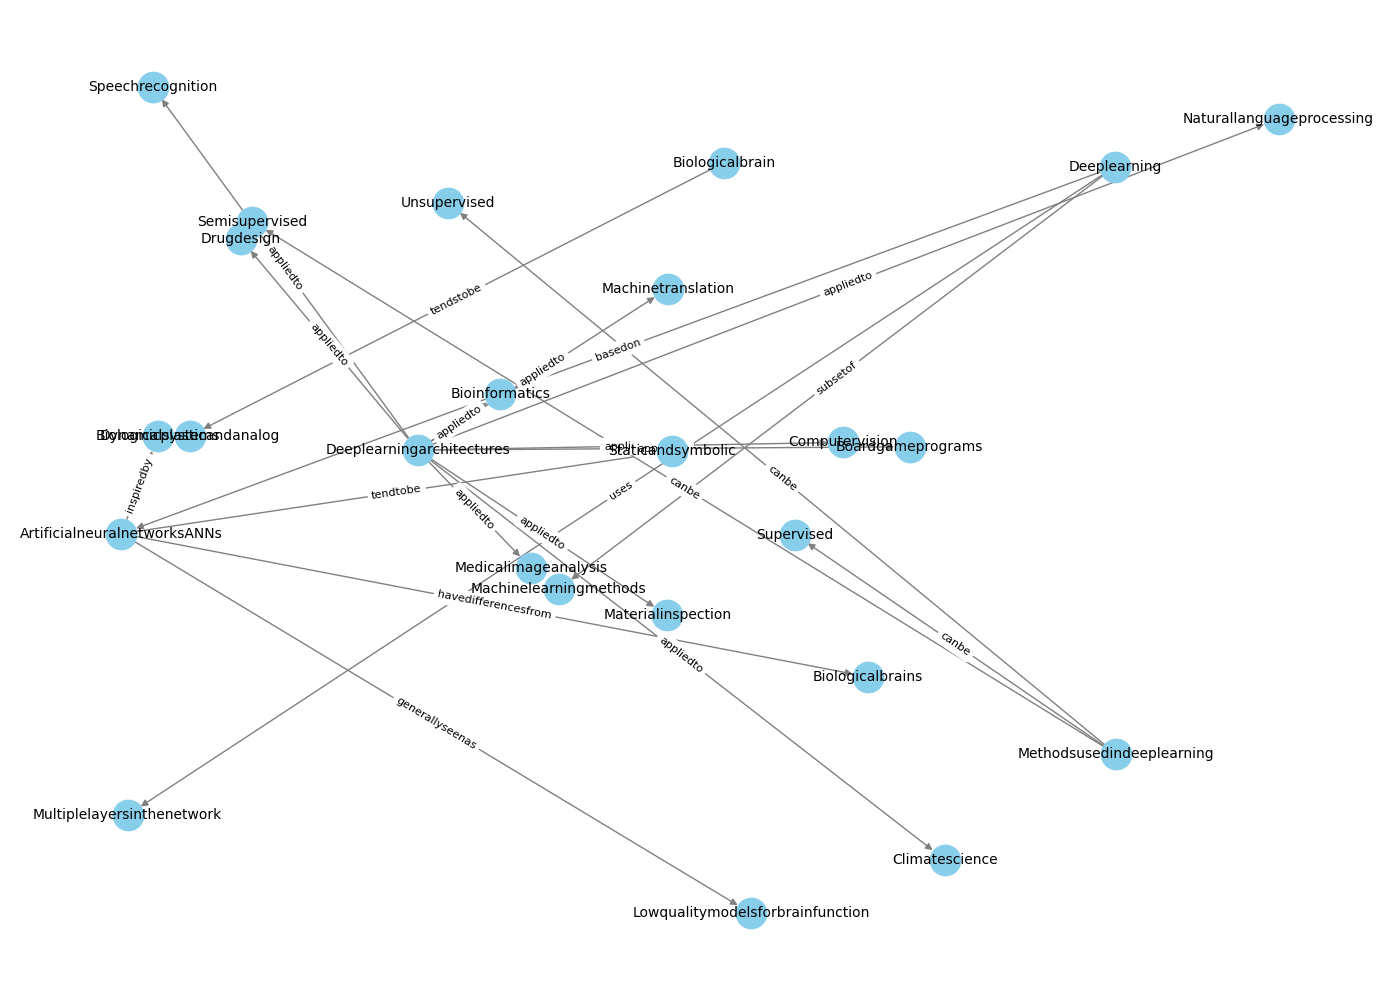 Speechrecognition
Naturallanguageprocessing
Biologicalbrain
Deeplearning
Unsupervised
Semisupervised
Drugdesign
appliedto
appliedto
Machinetranslation
tendstobe
appliedto
basedon
appliedto
appliedto
subsetof
Bioinformatics
appliedto
Deeplearningarchitectures
Staticandsymbolic
Computervision
Boardgameprograms
inspiredby
tendtobe
uses
canbe
canbe
appliedto
appliedto
ArtificialneuralnetworksANNs
Supervised
Medicalimageanalysis
Machinelearningmethods
havedifferencesfrom
Materialinspection
canbe
appliedto
Biologicalbrains
generallyseenas
Methodsusedindeeplearning
Multiplelayersinthenetwork
Climatescience
Lowqualitymodelsforbrainfunction